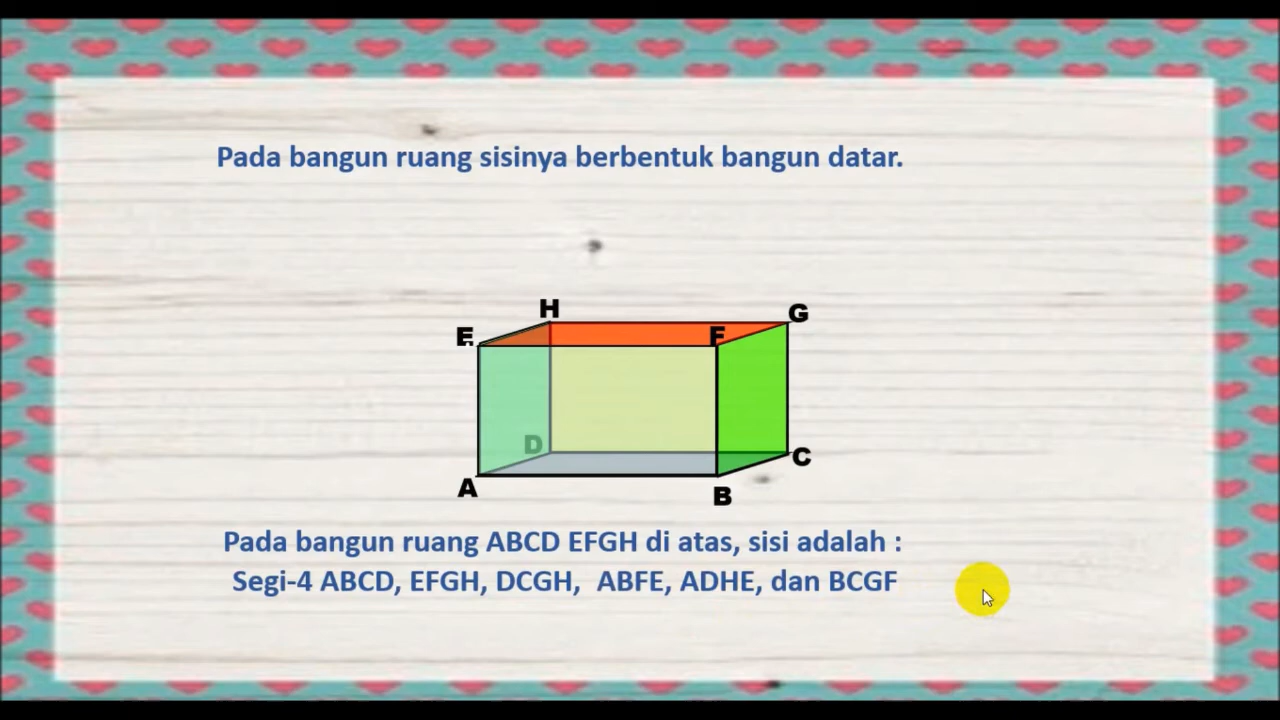 Pada bangun ruang sisinya berbentuk bangun datar.
H
G
E
F
D
C
A
B
Pada bangun ruang ABCD EFGH di atas, sisi adalah :
Segi-4 ABCD, EFGH, DCGH, ABFE, ADHE, dan BCGF